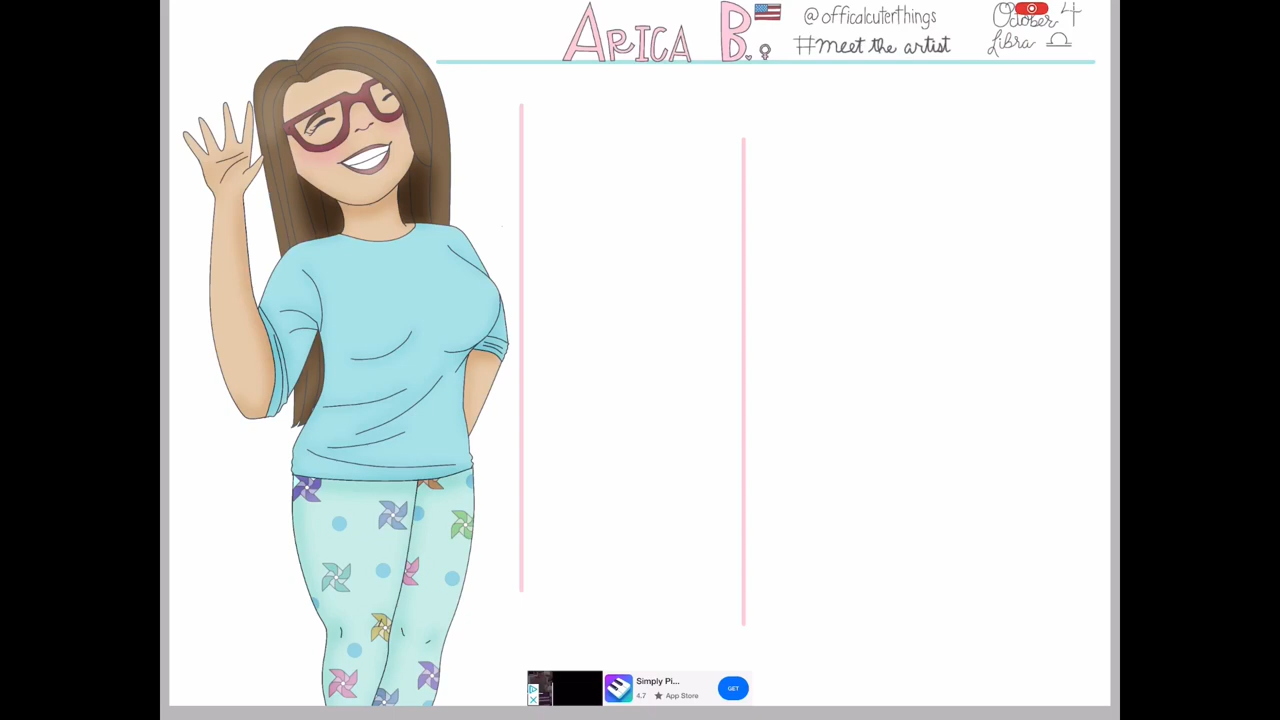 ARICA B.
@officalcuterthings
#meet the artist
October 4
Libra
Simply Pi...
4.7 ★ App Store
GET